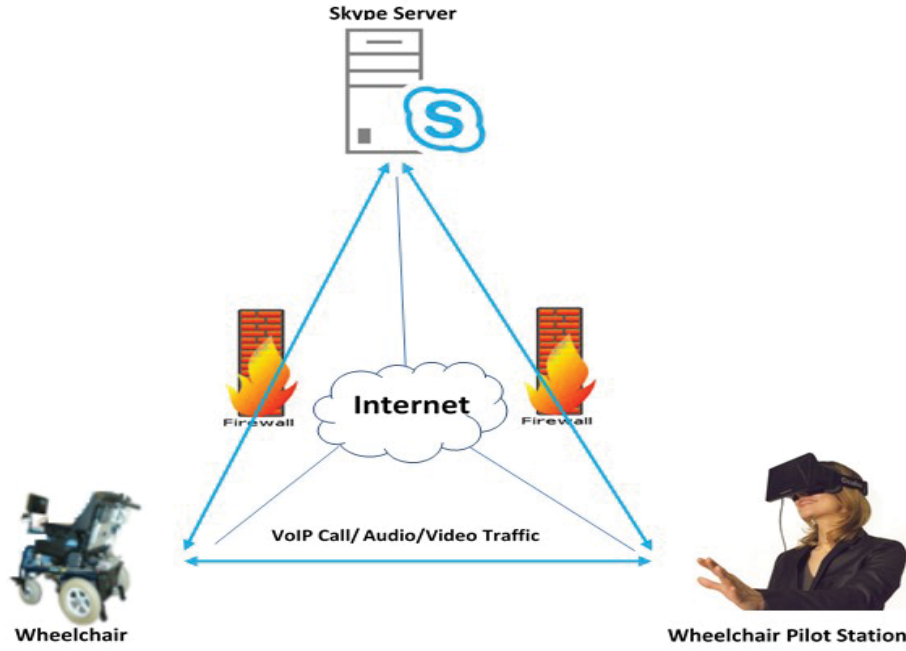 Skype Server
S
Firewall
Firewall
Internet
VoIP Call/ Audio/Video Traffic
Wheelchair
Wheelchair Pilot Station